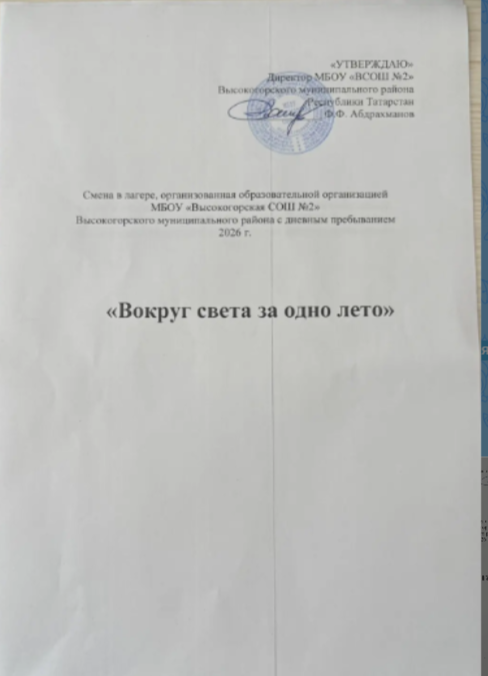 «УТВЕРЖДАЮ»
Директор МБОУ «ВСОШ №2»
Высокогорского муниципального района
Республики Татарстан
Ф.Ф. Абдрахманов
Смена в лагере, организованная образовательной организацией
МБОУ «Высокогорская СОШ №2»
Высокогорского муниципального района с дневным пребыванием
2026 г.
«Вокруг света за одно лето»